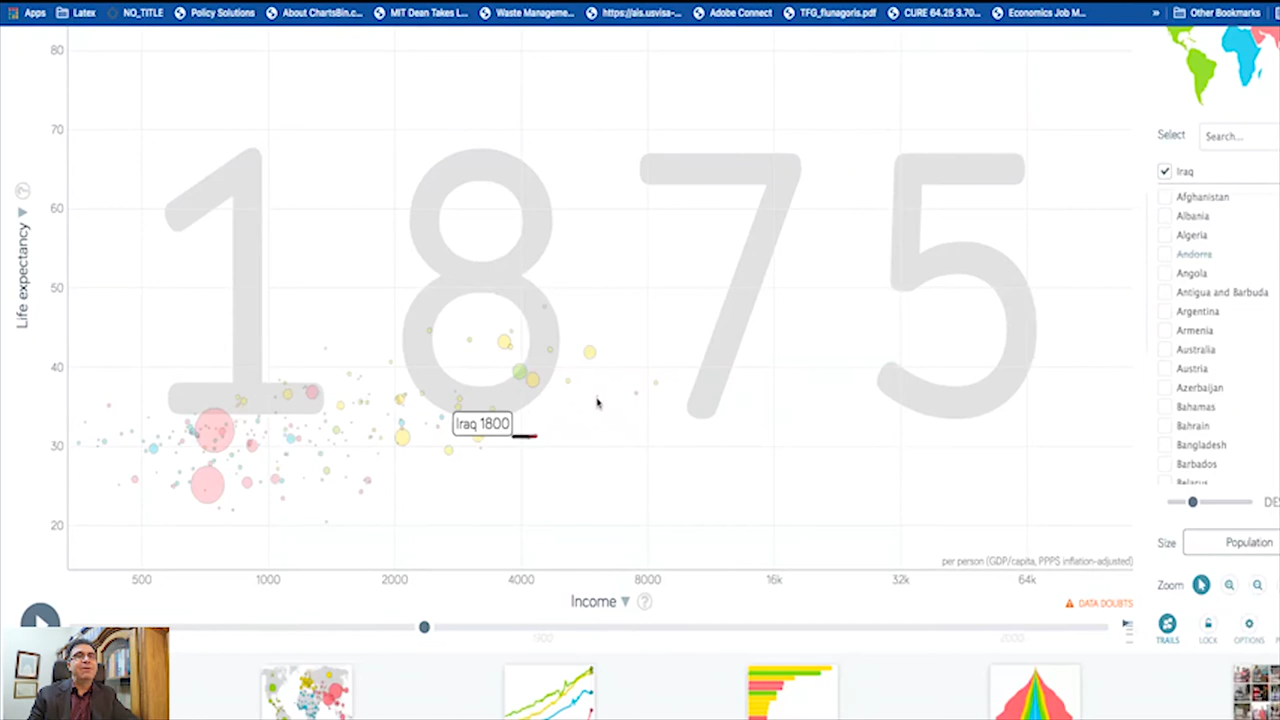 Apps Latex NO_TITLE Policy Solutions About ChartsBin.c... MIT Dean Takes L... Waste Manageme... https://ais.usvisa-... Adobe Connect TFG_flunagoris.pdf CURE 64.25 3.70... Economics Job M... » Other Bookmarks
80
70
60
50
40
30
20
Life expectancy ?
1875
Iraq 1800
per person (GDP/capita, PPP$ inflation-adjusted)
500 1000 2000 4000 8000 16k 32k 64k
Income ?
DATA DOUBTS
1900 2000
Select Search...
Iraq
Afghanistan
Albania
Algeria
Andorra
Angola
Antigua and Barbuda
Argentina
Armenia
Australia
Austria
Azerbaijan
Bahamas
Bahrain
Bangladesh
Barbados
Belarus
Size Population
Zoom
TRAILS LOCK OPTIONS